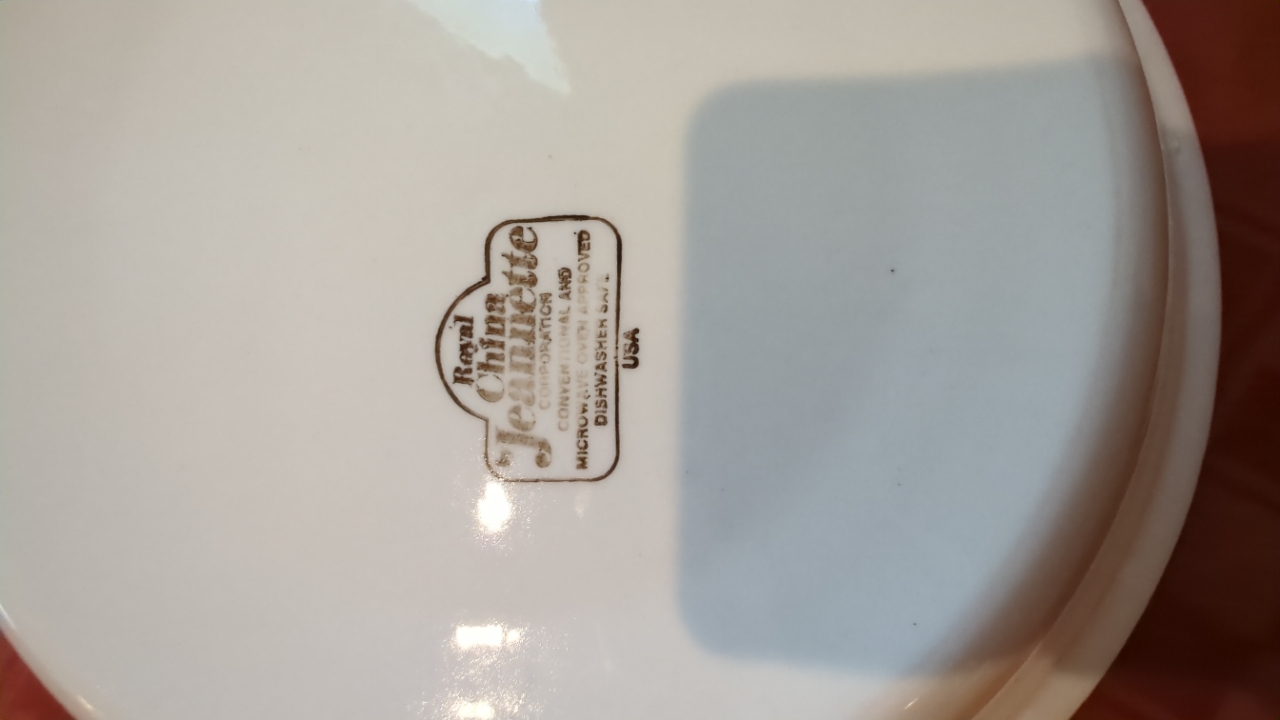 Royal
China
Jeannette
CORPORATION
CONVENTIONAL AND
MICROWAVE OVEN APPROVED
DISHWASHER SAFE
USA